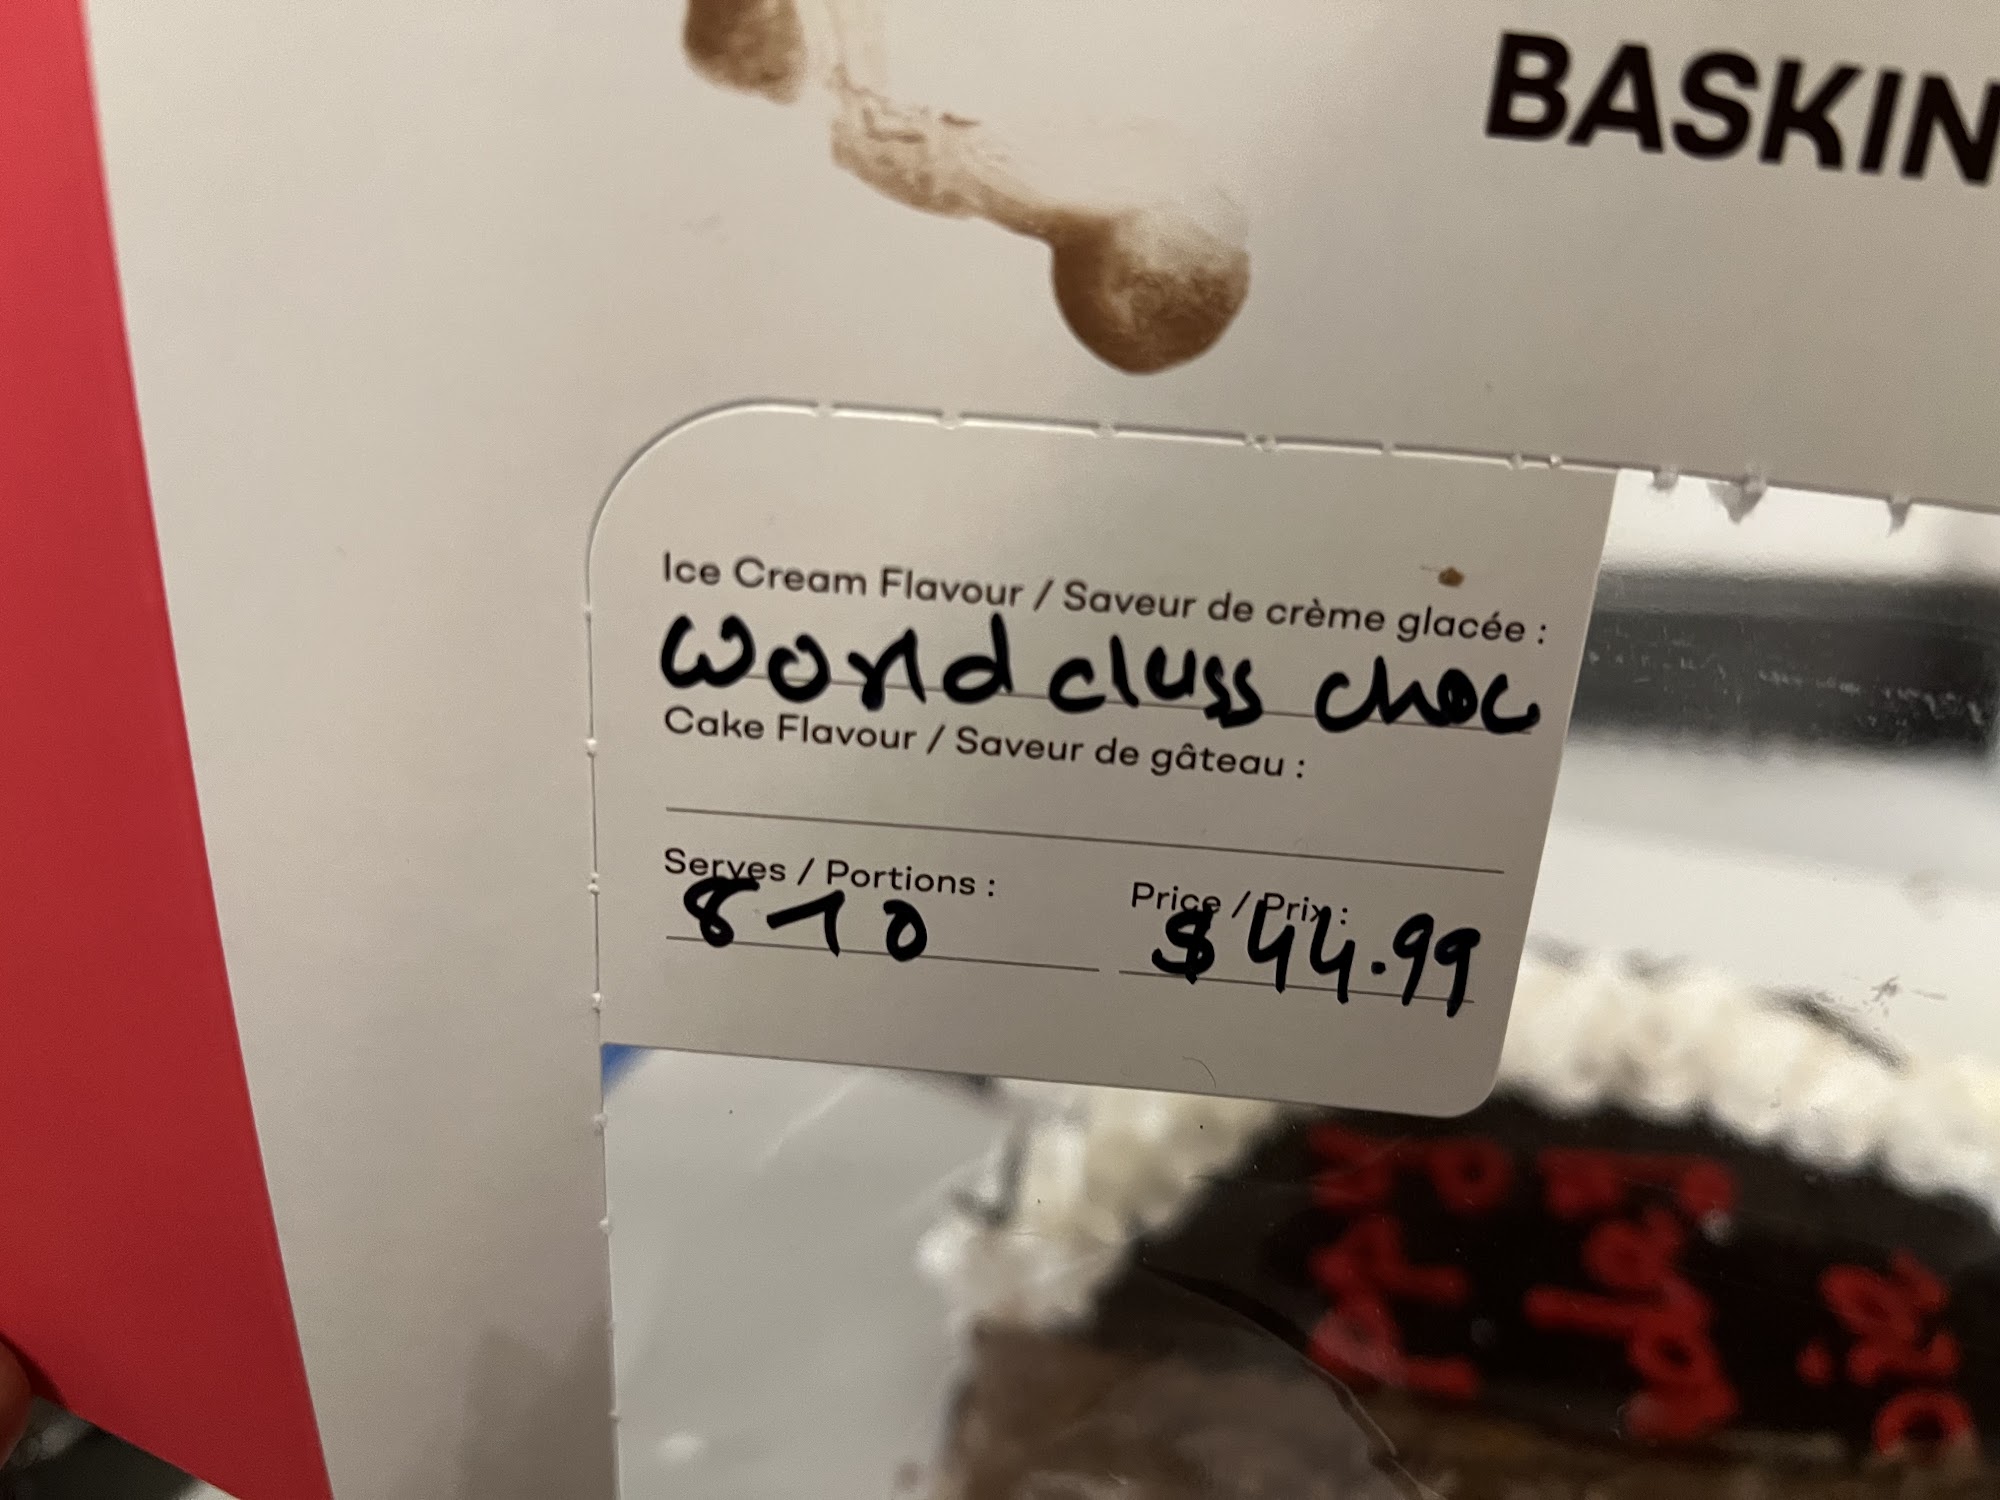 BASKIN
Ice Cream Flavour / Saveur de crème glacée :
world class choc
Cake Flavour / Saveur de gâteau :
Serves / Portions :
8-10
Price / Prix :
$44.99